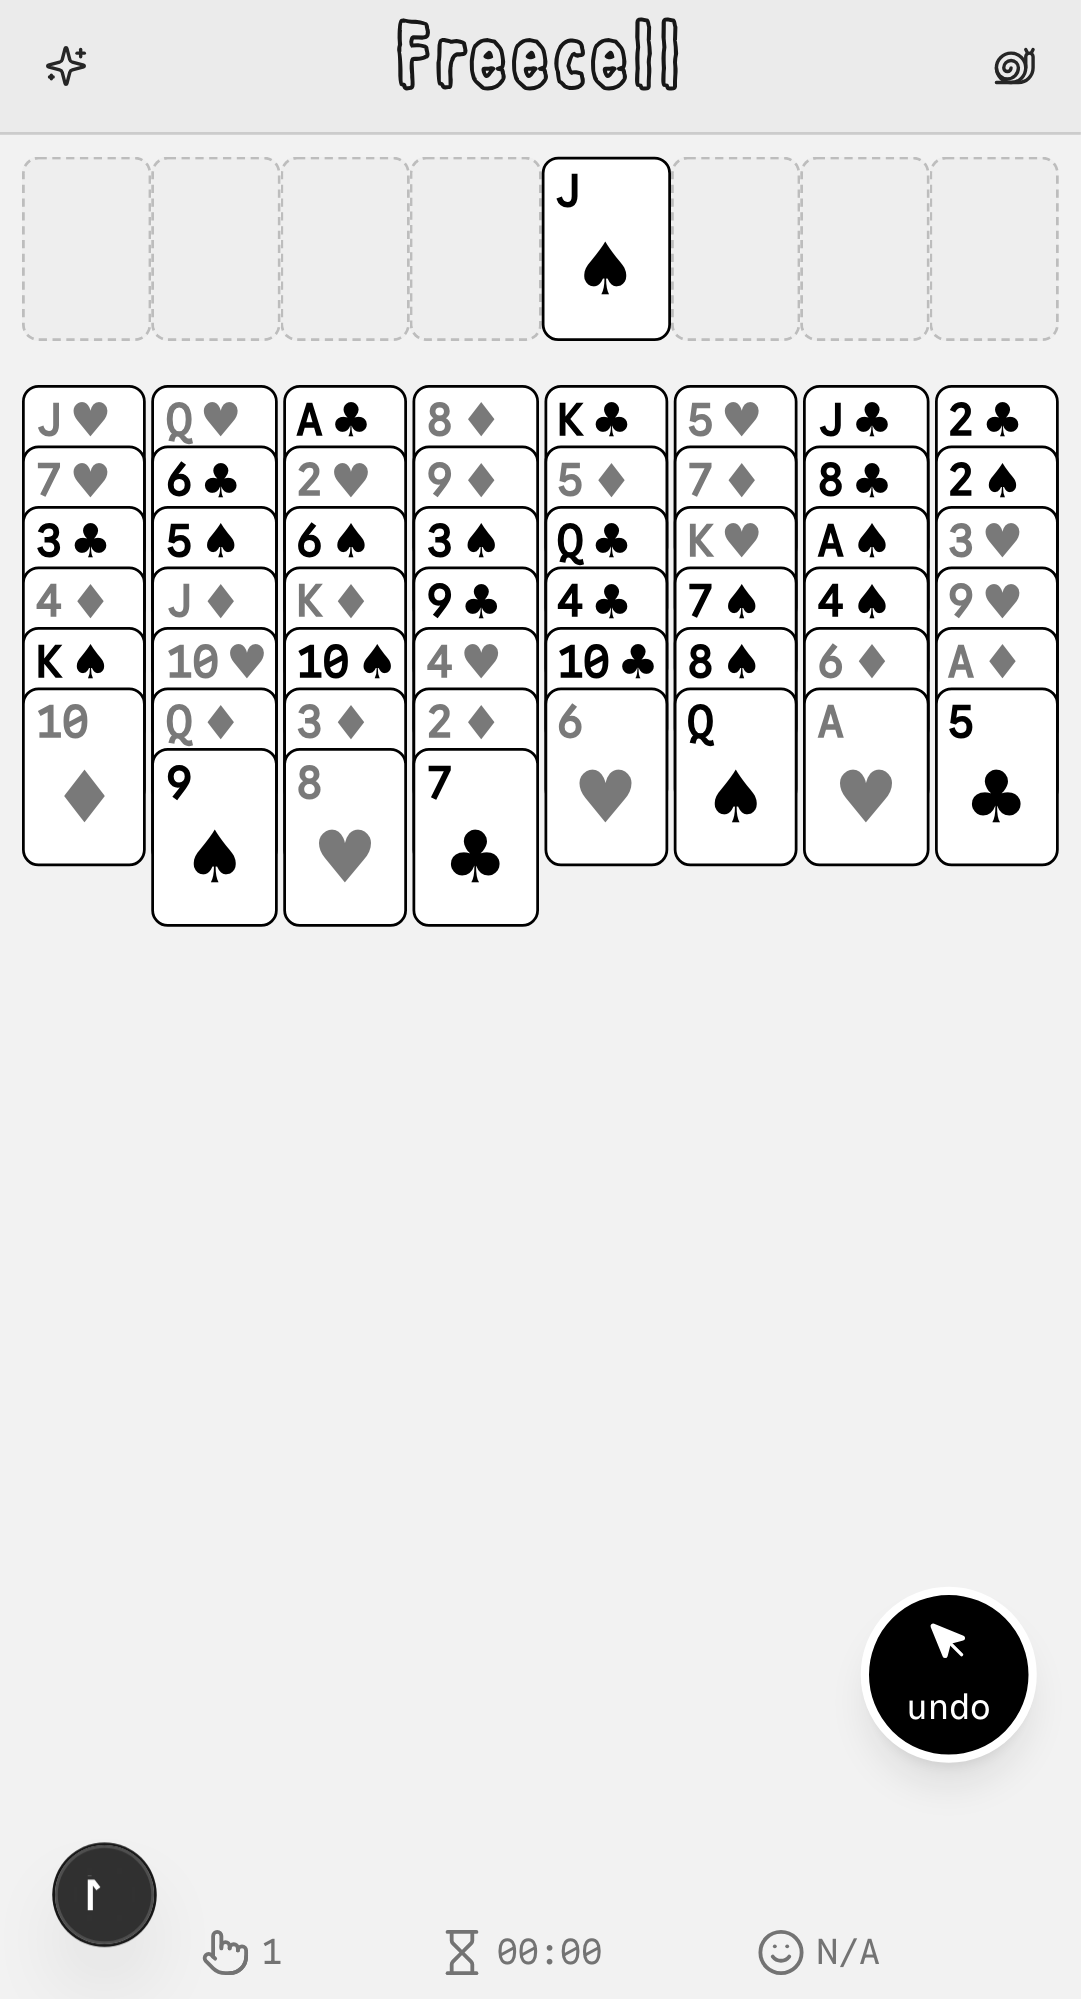 Freecell
J♠
J♥ Q♥ A♣ 8♦ K♣ 5♥ J♣ 2♣
7♥ 6♣ 2♥ 9♦ 5♦ 7♦ 8♣ 2♠
3♣ 5♠ 6♠ 3♠ Q♣ K♥ A♠ 3♥
4♦ J♦ K♦ 9♣ 4♣ 7♠ 4♠ 9♥
K♠ 10♥ 10♠ 4♥ 10♣ 8♠ 6♦ A♦
10♦ Q♦ 3♦ 2♦ 6♥ Q♠ A♥ 5♣
9♠ 8♥ 7♣
undo
1 00:00 N/A